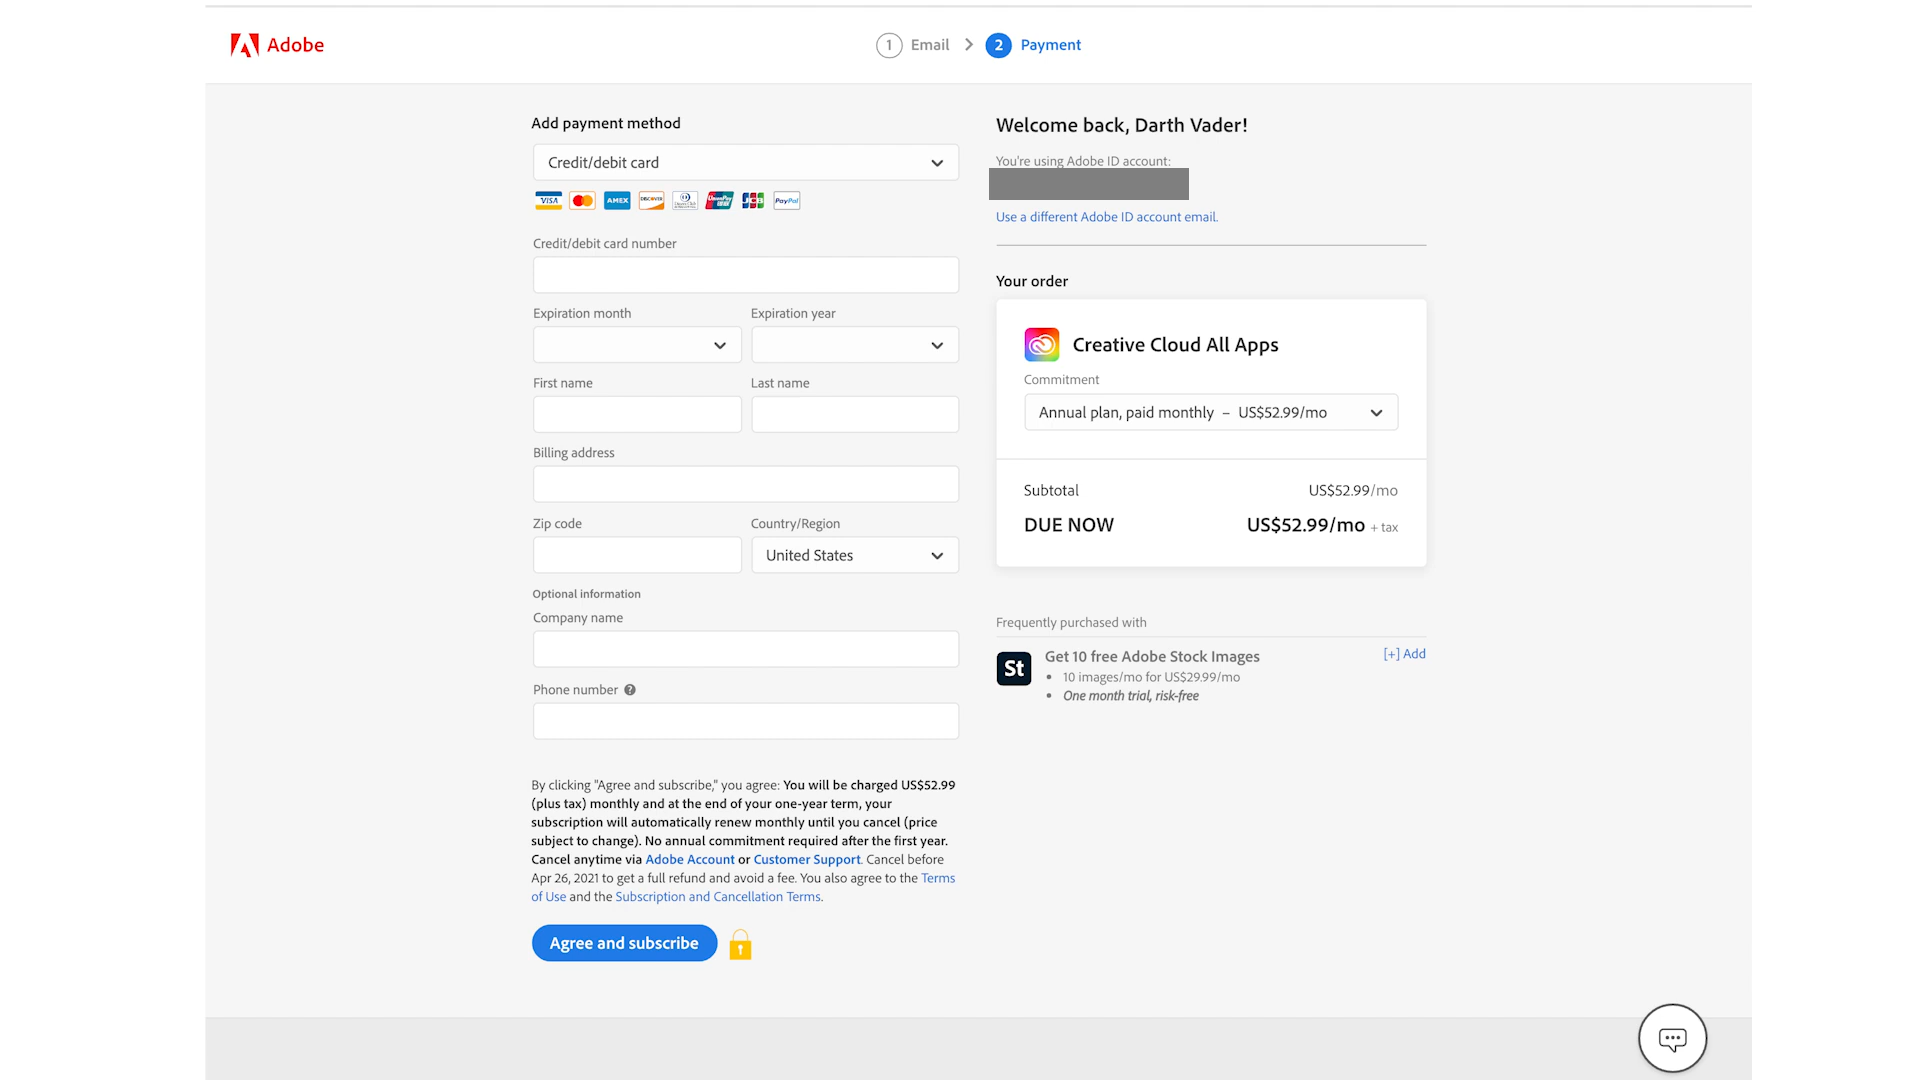 Adobe
1 Email > 2 Payment
Add payment method
Credit/debit card
VISA AMEX DISCOVER UnionPay JCB PayPal
Credit/debit card number
Expiration month Expiration year
First name Last name
Billing address
Zip code Country/Region
United States
Optional information
Company name
Phone number ?
By clicking "Agree and subscribe," you agree: You will be charged US$52.99
(plus tax) monthly and at the end of your one-year term, your
subscription will automatically renew monthly until you cancel (price
subject to change). No annual commitment required after the first year.
Cancel anytime via Adobe Account or Customer Support. Cancel before
Apr 26, 2021 to get a full refund and avoid a fee. You also agree to the Terms
of Use and the Subscription and Cancellation Terms.
Agree and subscribe
Welcome back, Darth Vader!
You're using Adobe ID account:
Use a different Adobe ID account email.
Your order
Creative Cloud All Apps
Commitment
Annual plan, paid monthly – US$52.99/mo
Subtotal US$52.99/mo
DUE NOW US$52.99/mo + tax
Frequently purchased with
St Get 10 free Adobe Stock Images [+] Add
• 10 images/mo for US$29.99/mo
• One month trial, risk-free